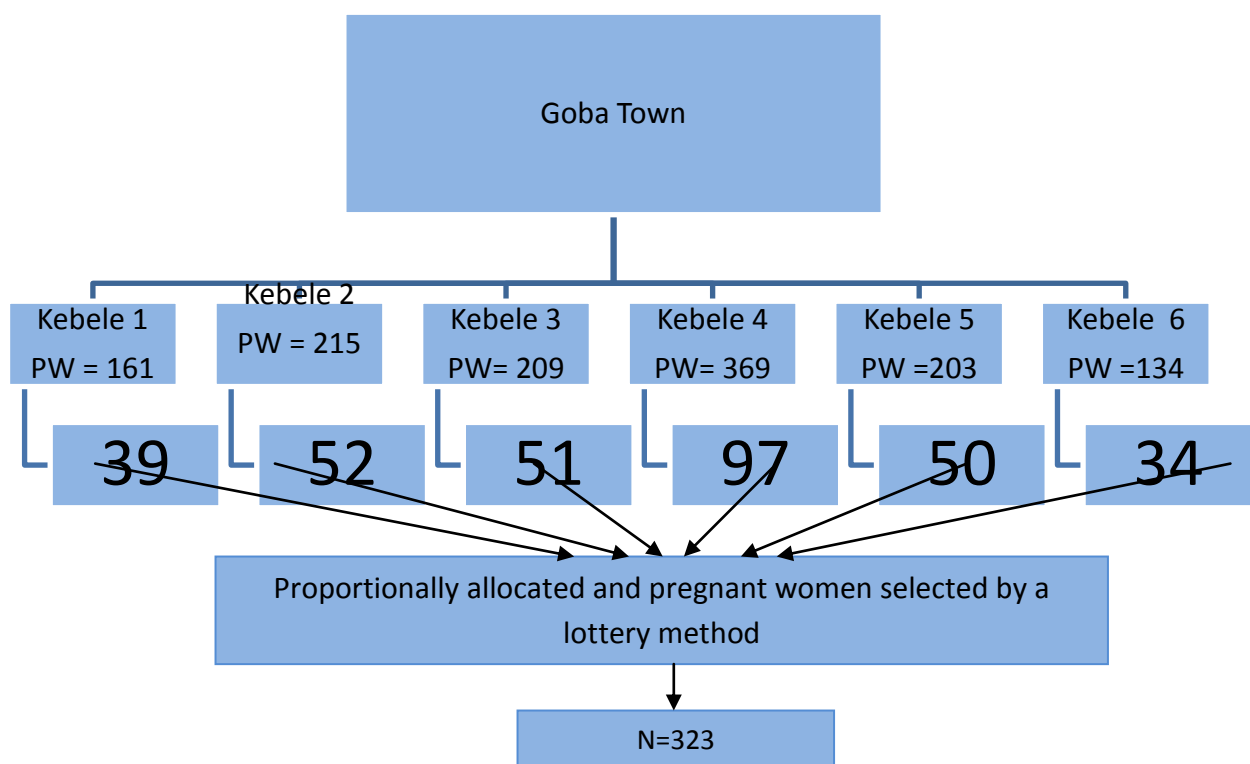 Goba Town
Kebele 1
PW = 161
Kebele 2
PW = 215
Kebele 3
PW= 209
Kebele 4
PW= 369
Kebele 5
PW =203
Kebele  6
PW =134
39
52
51
97
50
34
Proportionally allocated and pregnant women selected by a
lottery method
N=323